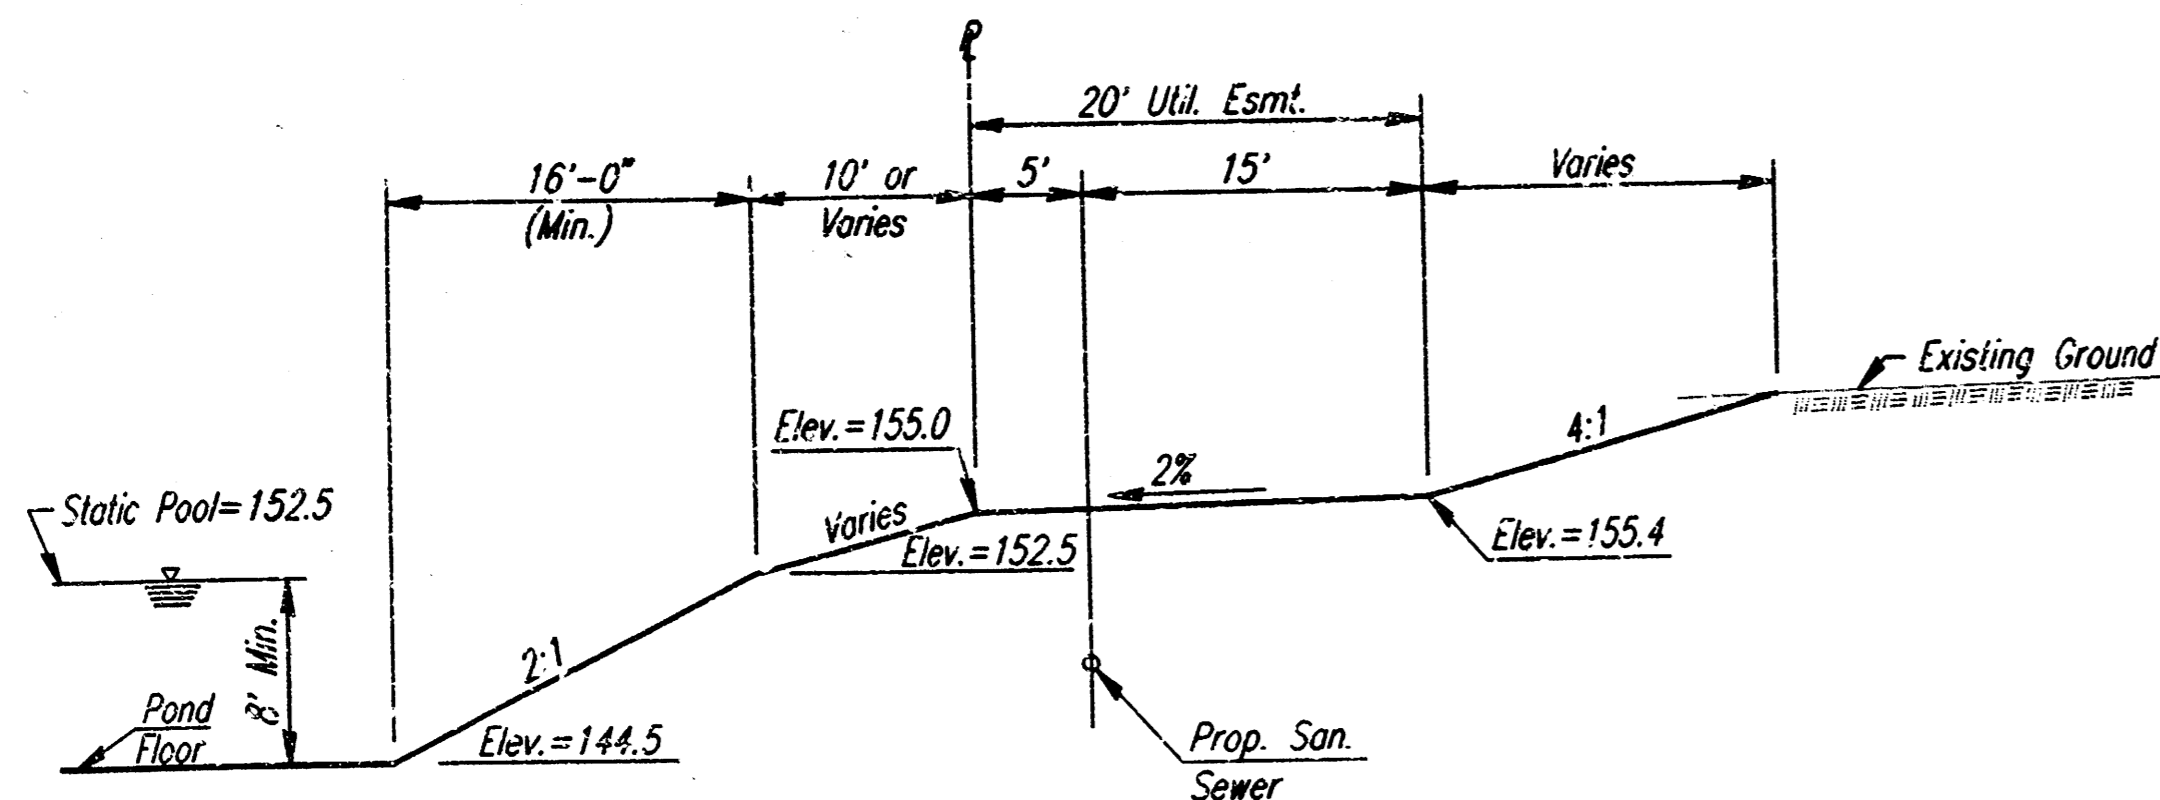 ℄
20' Util. Esmt.
16'-0"
(Min.)
10' or
Varies
5'
15'
Varies
Existing Ground
Elev.=155.0
4:1
2%
Static Pool=152.5
Varies
Elev.=152.5
Elev.=155.4
8' Min.
2:1
Pond
Floor
Elev.=144.5
Prop. San.
Sewer